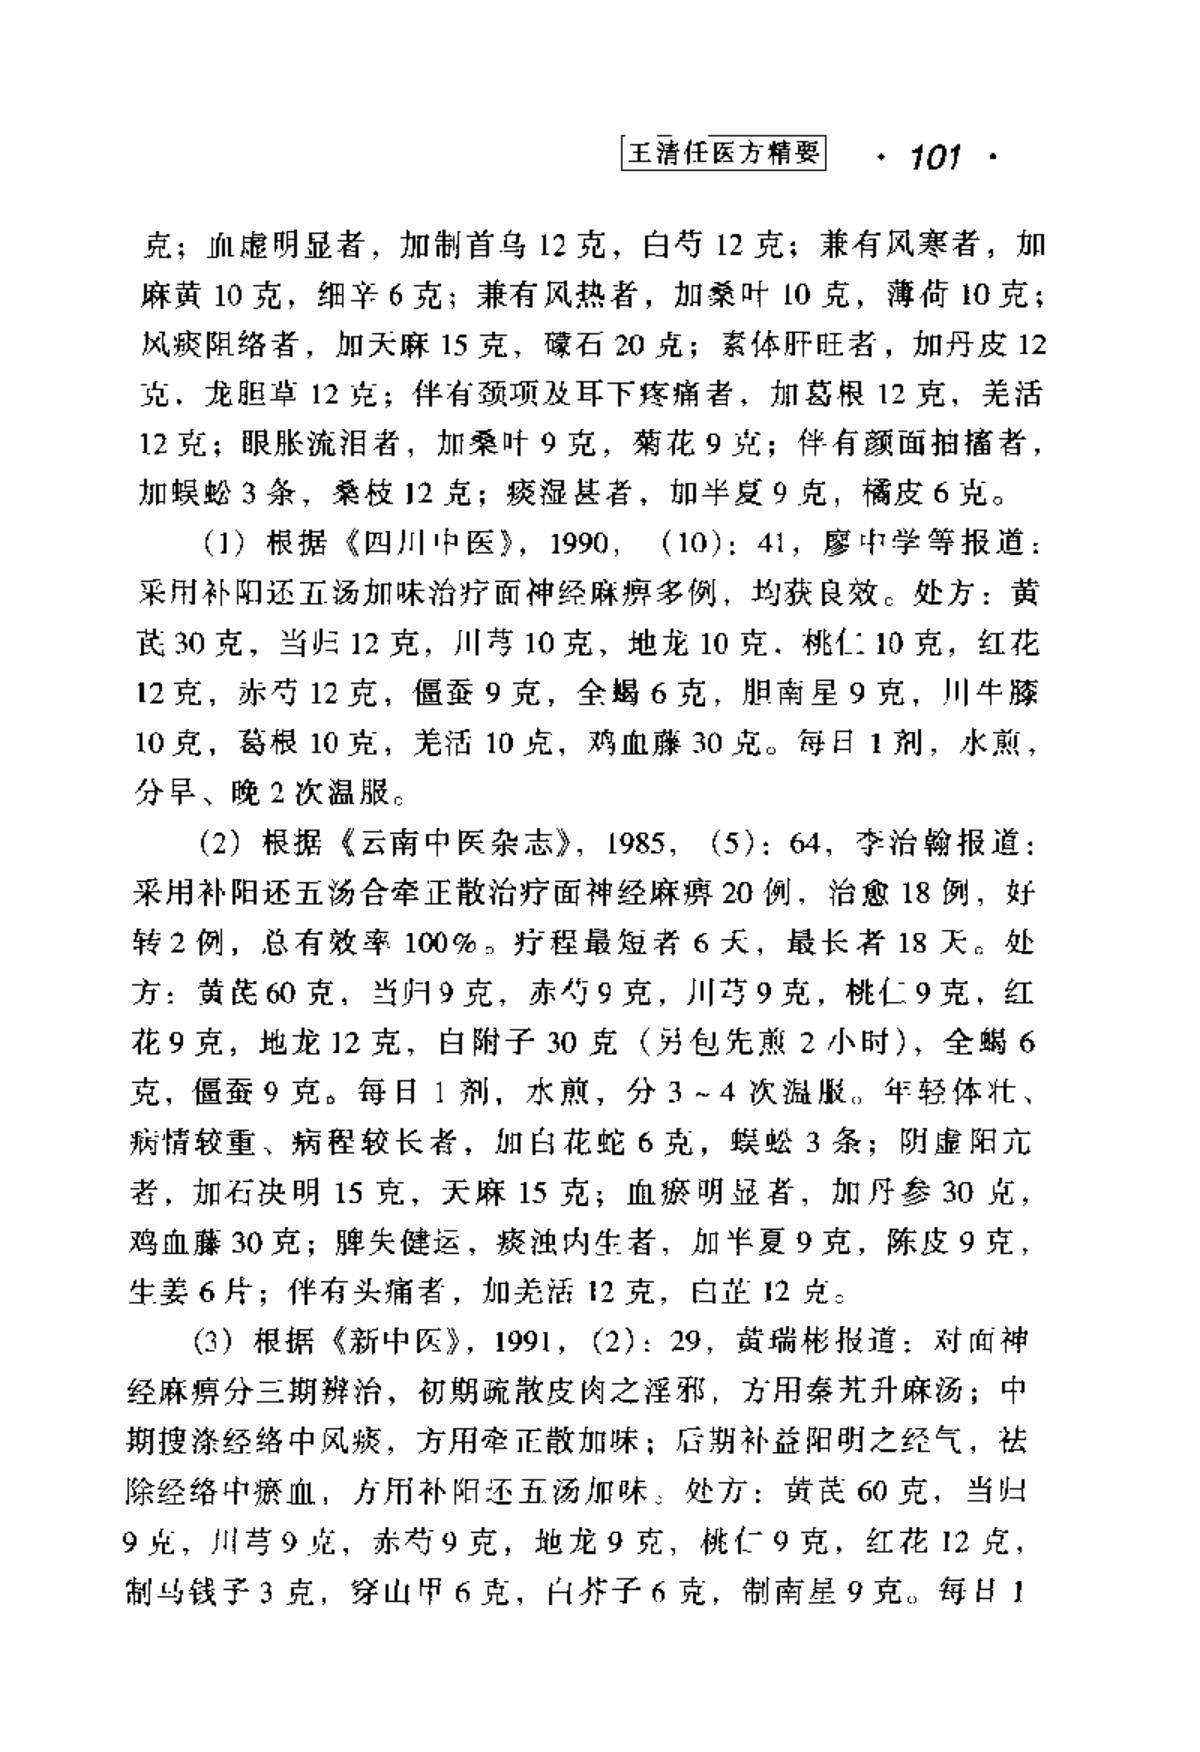 王清任医方精要 · 101 ·
克；血虚明显者，加制首乌 12 克，白芍 12 克；兼有风寒者，加
麻黄 10 克，细辛 6 克；兼有风热者，加桑叶 10 克，薄荷 10 克；
风痰阻络者，加天麻 15 克，礞石 20 克；素体肝旺者，加丹皮 12
克，龙胆草 12 克；伴有颈项及耳下疼痛者，加葛根 12 克，羌活
12 克；眼胀流泪者，加桑叶 9 克，菊花 9 克；伴有颜面抽搐者，
加蜈蚣 3 条，桑枝 12 克；痰湿甚者，加半夏 9 克，橘皮 6 克。
（1）根据《四川中医》，1990，（10）：41，廖中学等报道：
采用补阳还五汤加味治疗面神经麻痹多例，均获良效。处方：黄
芪 30 克，当归 12 克，川芎 10 克，地龙 10 克，桃仁 10 克，红花
12 克，赤芍 12 克，僵蚕 9 克，全蝎 6 克，胆南星 9 克，川牛膝
10 克，葛根 10 克，羌活 10 克，鸡血藤 30 克。每日 1 剂，水煎，
分早、晚 2 次温服。
（2）根据《云南中医杂志》，1985，（5）：64，李治翰报道：
采用补阳还五汤合牵正散治疗面神经麻痹 20 例，治愈 18 例，好
转 2 例，总有效率 100%。疗程最短者 6 天，最长者 18 天。处
方：黄芪 60 克，当归 9 克，赤芍 9 克，川芎 9 克，桃仁 9 克，红
花 9 克，地龙 12 克，白附子 30 克（另包先煎 2 小时），全蝎 6
克，僵蚕 9 克。每日 1 剂，水煎，分 3～4 次温服。年轻体壮、
病情较重、病程较长者，加白花蛇 6 克，蜈蚣 3 条；阴虚阳亢
者，加石决明 15 克，天麻 15 克；血瘀明显者，加丹参 30 克，
鸡血藤 30 克；脾失健运，痰浊内生者，加半夏 9 克，陈皮 9 克，
生姜 6 片；伴有头痛者，加羌活 12 克，白芷 12 克。
（3）根据《新中医》，1991，（2）：29，黄瑞彬报道：对面神
经麻痹分三期辨治，初期疏散皮肉之淫邪，方用秦艽升麻汤；中
期搜涤经络中风痰，方用牵正散加味；后期补益阳明之经气，祛
除经络中瘀血，方用补阳还五汤加味。处方：黄芪 60 克，当归
9 克，川芎 9 克，赤芍 9 克，地龙 9 克，桃仁 9 克，红花 12 克，
制马钱子 3 克，穿山甲 6 克，白芥子 6 克，制南星 9 克。每日 1